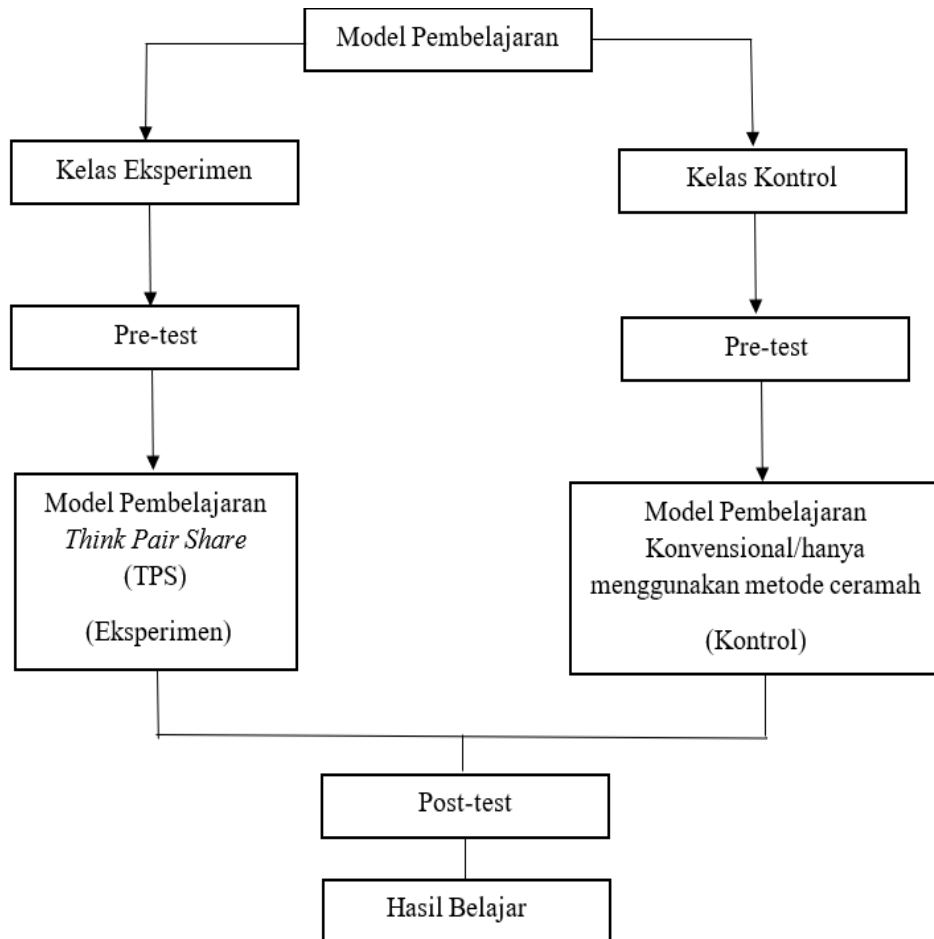 Model Pembelajaran
Kelas Eksperimen
Kelas Kontrol
Pre-test
Pre-test
Model Pembelajaran
Think Pair Share
(TPS)
(Eksperimen)
Model Pembelajaran
Konvensional/hanya
menggunakan metode ceramah
(Kontrol)
Post-test
Hasil Belajar